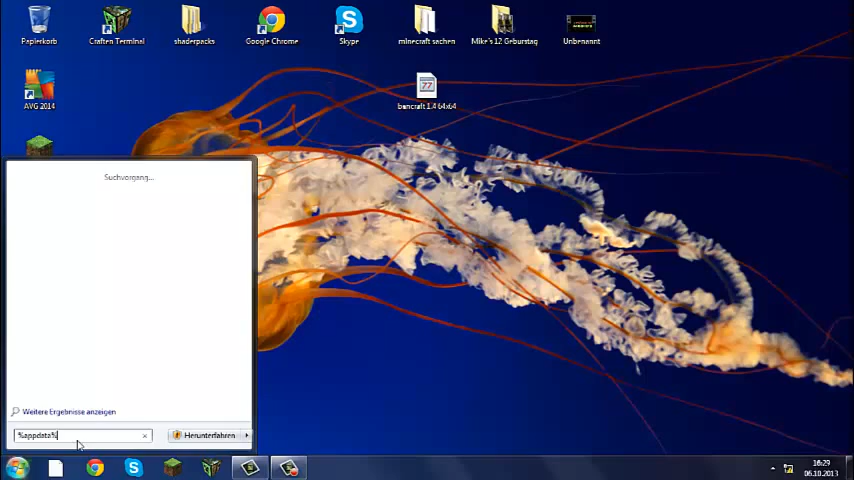 Papierkorb
Craften Terminal
shaderpacks
Google Chrome
Skype
minecraft sachen
Mike's 12 Geburstag
Unbenannt
AVG 2014
bancraft 1.4 64x64
Suchvorgang...
Weitere Ergebnisse anzeigen
%appdata%
Herunterfahren
16:29
06.10.2013